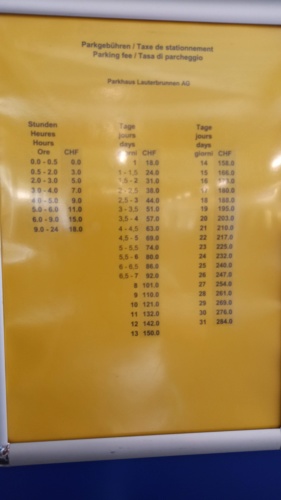 Parkgebühren / Taxe de stationnement
Parking fee / Tasa di parcheggio
Parkhaus Lauterbrunnen AG
Stunden
Heures
Hours
Ore CHF
0.0 - 0.5 0.0
0.5 - 2.0 3.0
2.0 - 3.0 5.0
3.0 - 4.0 7.0
4.0 - 5.0 9.0
5.0 - 6.0 11.0
6.0 - 9.0 15.0
9.0 - 24 18.0
Tage
jours
days
giorni CHF
1 18.0
1 - 1,5 24.0
1,5 - 2 31.0
2 - 2,5 38.0
2,5 - 3 44.0
3 - 3,5 51.0
3,5 - 4 57.0
4 - 4,5 63.0
4,5 - 5 69.0
5 - 5,5 74.0
5,5 - 6 80.0
6 - 6,5 86.0
6,5 - 7 92.0
8 101.0
9 110.0
10 121.0
11 132.0
12 142.0
13 150.0
Tage
jours
days
giorni CHF
14 158.0
15 166.0
16
17 180.0
18 188.0
19 195.0
20 203.0
21 210.0
22 217.0
23 225.0
24 232.0
25 240.0
26 247.0
27 254.0
28 261.0
29 269.0
30 276.0
31 284.0